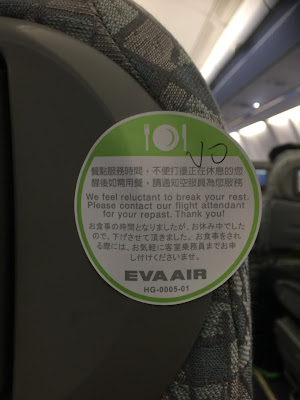 NO
餐點服務時間，不便打擾正在休息的您
醒後如需用餐，請通知空服員為您服務
We feel reluctant to break your rest.
Please contact our flight attendant
for your repast. Thank you!
お食事の時間となりましたが、お休み中でした
ので、下げさせて頂きました。お食事をされ
る際には、お気軽に客室乗務員までお申
し付けくださいませ。
EVA AIR
HG-0005-01